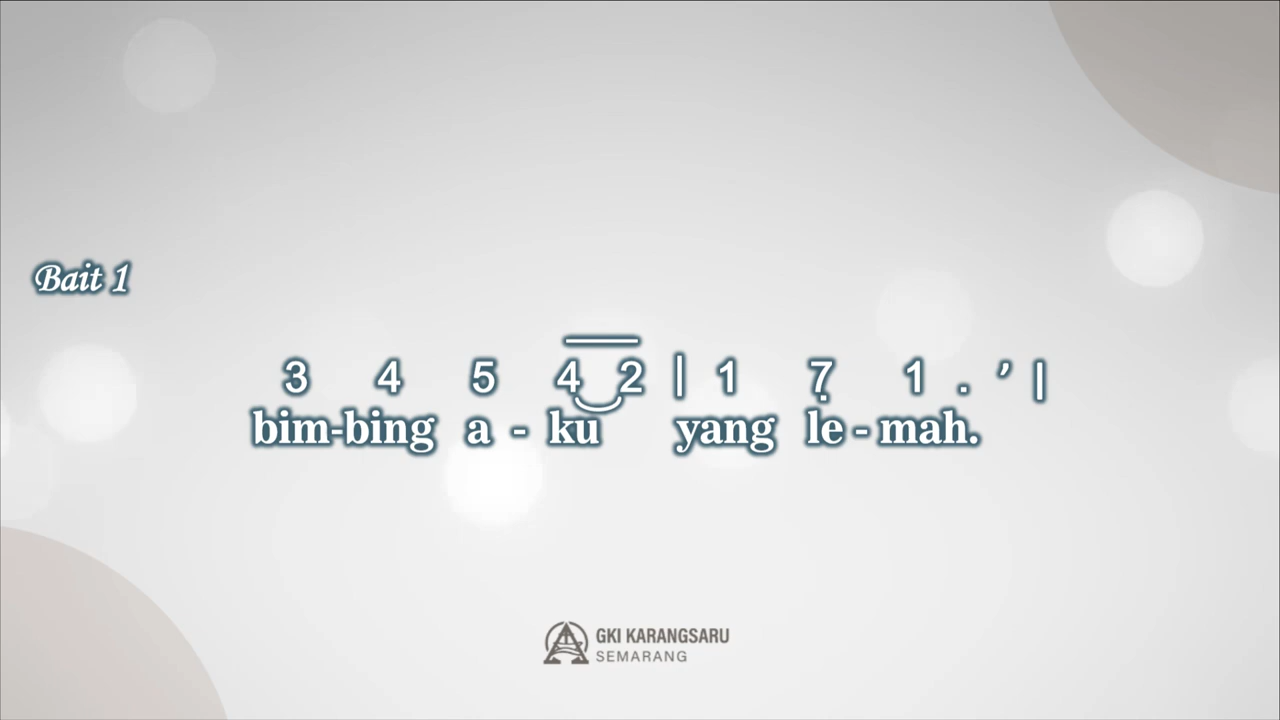 Bait 1
3 4 5 4 2 | 1 7̣ 1 . ’ |
bim-bing a - ku yang le - mah.
GKI KARANGSARU
SEMARANG